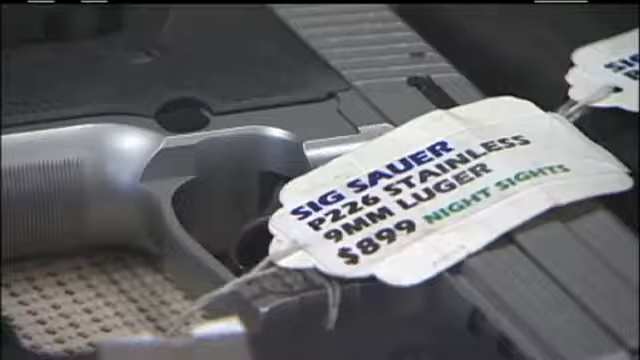 SIG SAUER
P226 STAINLESS
9MM LUGER
$899 NIGHT SIGHTS